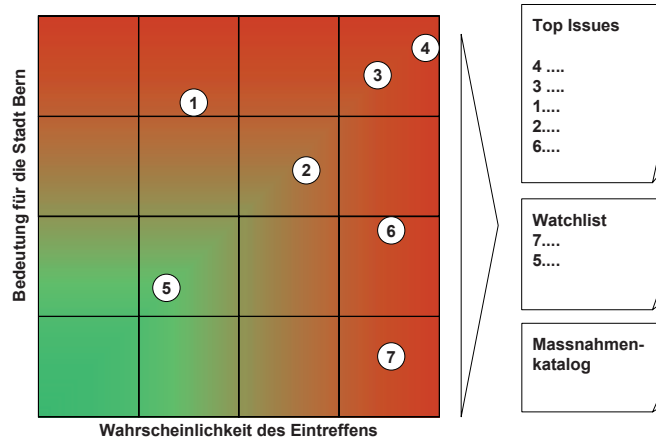 Bedeutung für die Stadt Bern
4
3
1
2
6
5
7
Wahrscheinlichkeit des Eintreffens
Top Issues
4 ....
3 ....
1....
2....
6....
Watchlist
7....
5....
Massnahmen-
katalog